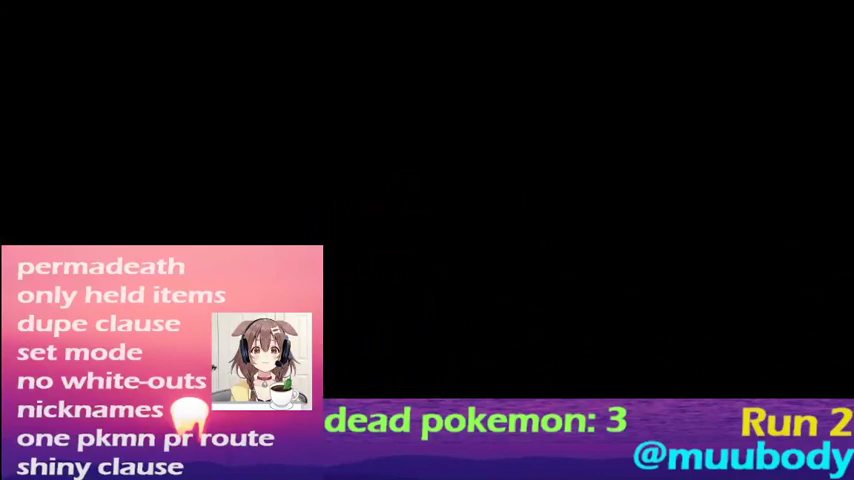 permadeath
only held items
dupe clause
set mode
no white-outs
nicknames
one pkmn pr route
shiny clause
dead pokemon: 3
Run 2
@muubody